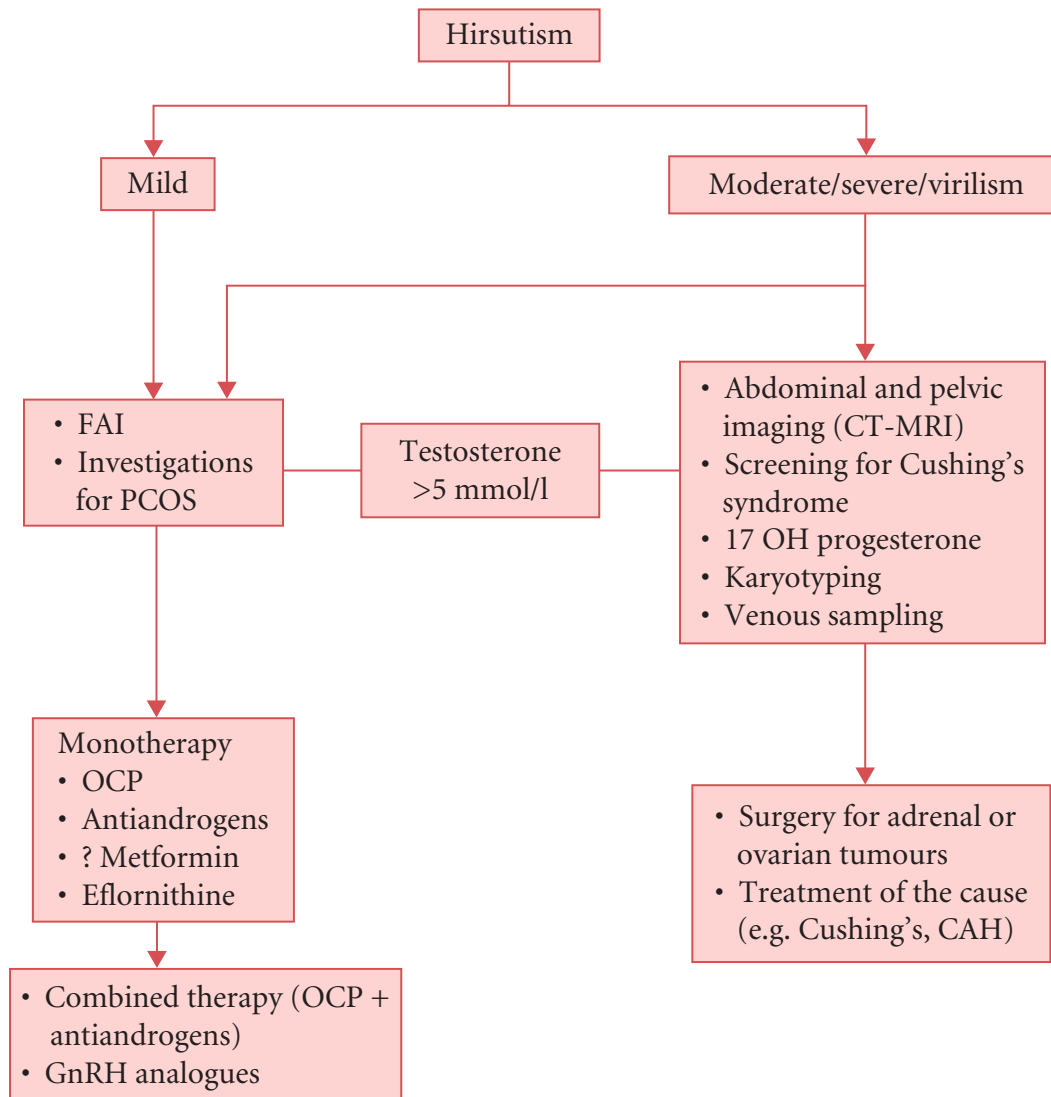 Hirsutism
Mild
Moderate/severe/virilism
• FAI
• Investigations
for PCOS
Testosterone
>5 mmol/l
• Abdominal and pelvic
imaging (CT-MRI)
• Screening for Cushing's
syndrome
• 17 OH progesterone
• Karyotyping
• Venous sampling
Monotherapy
• OCP
• Antiandrogens
• ? Metformin
• Eflornithine
• Surgery for adrenal or
ovarian tumours
• Treatment of the cause
(e.g. Cushing's, CAH)
• Combined therapy (OCP +
antiandrogens)
• GnRH analogues